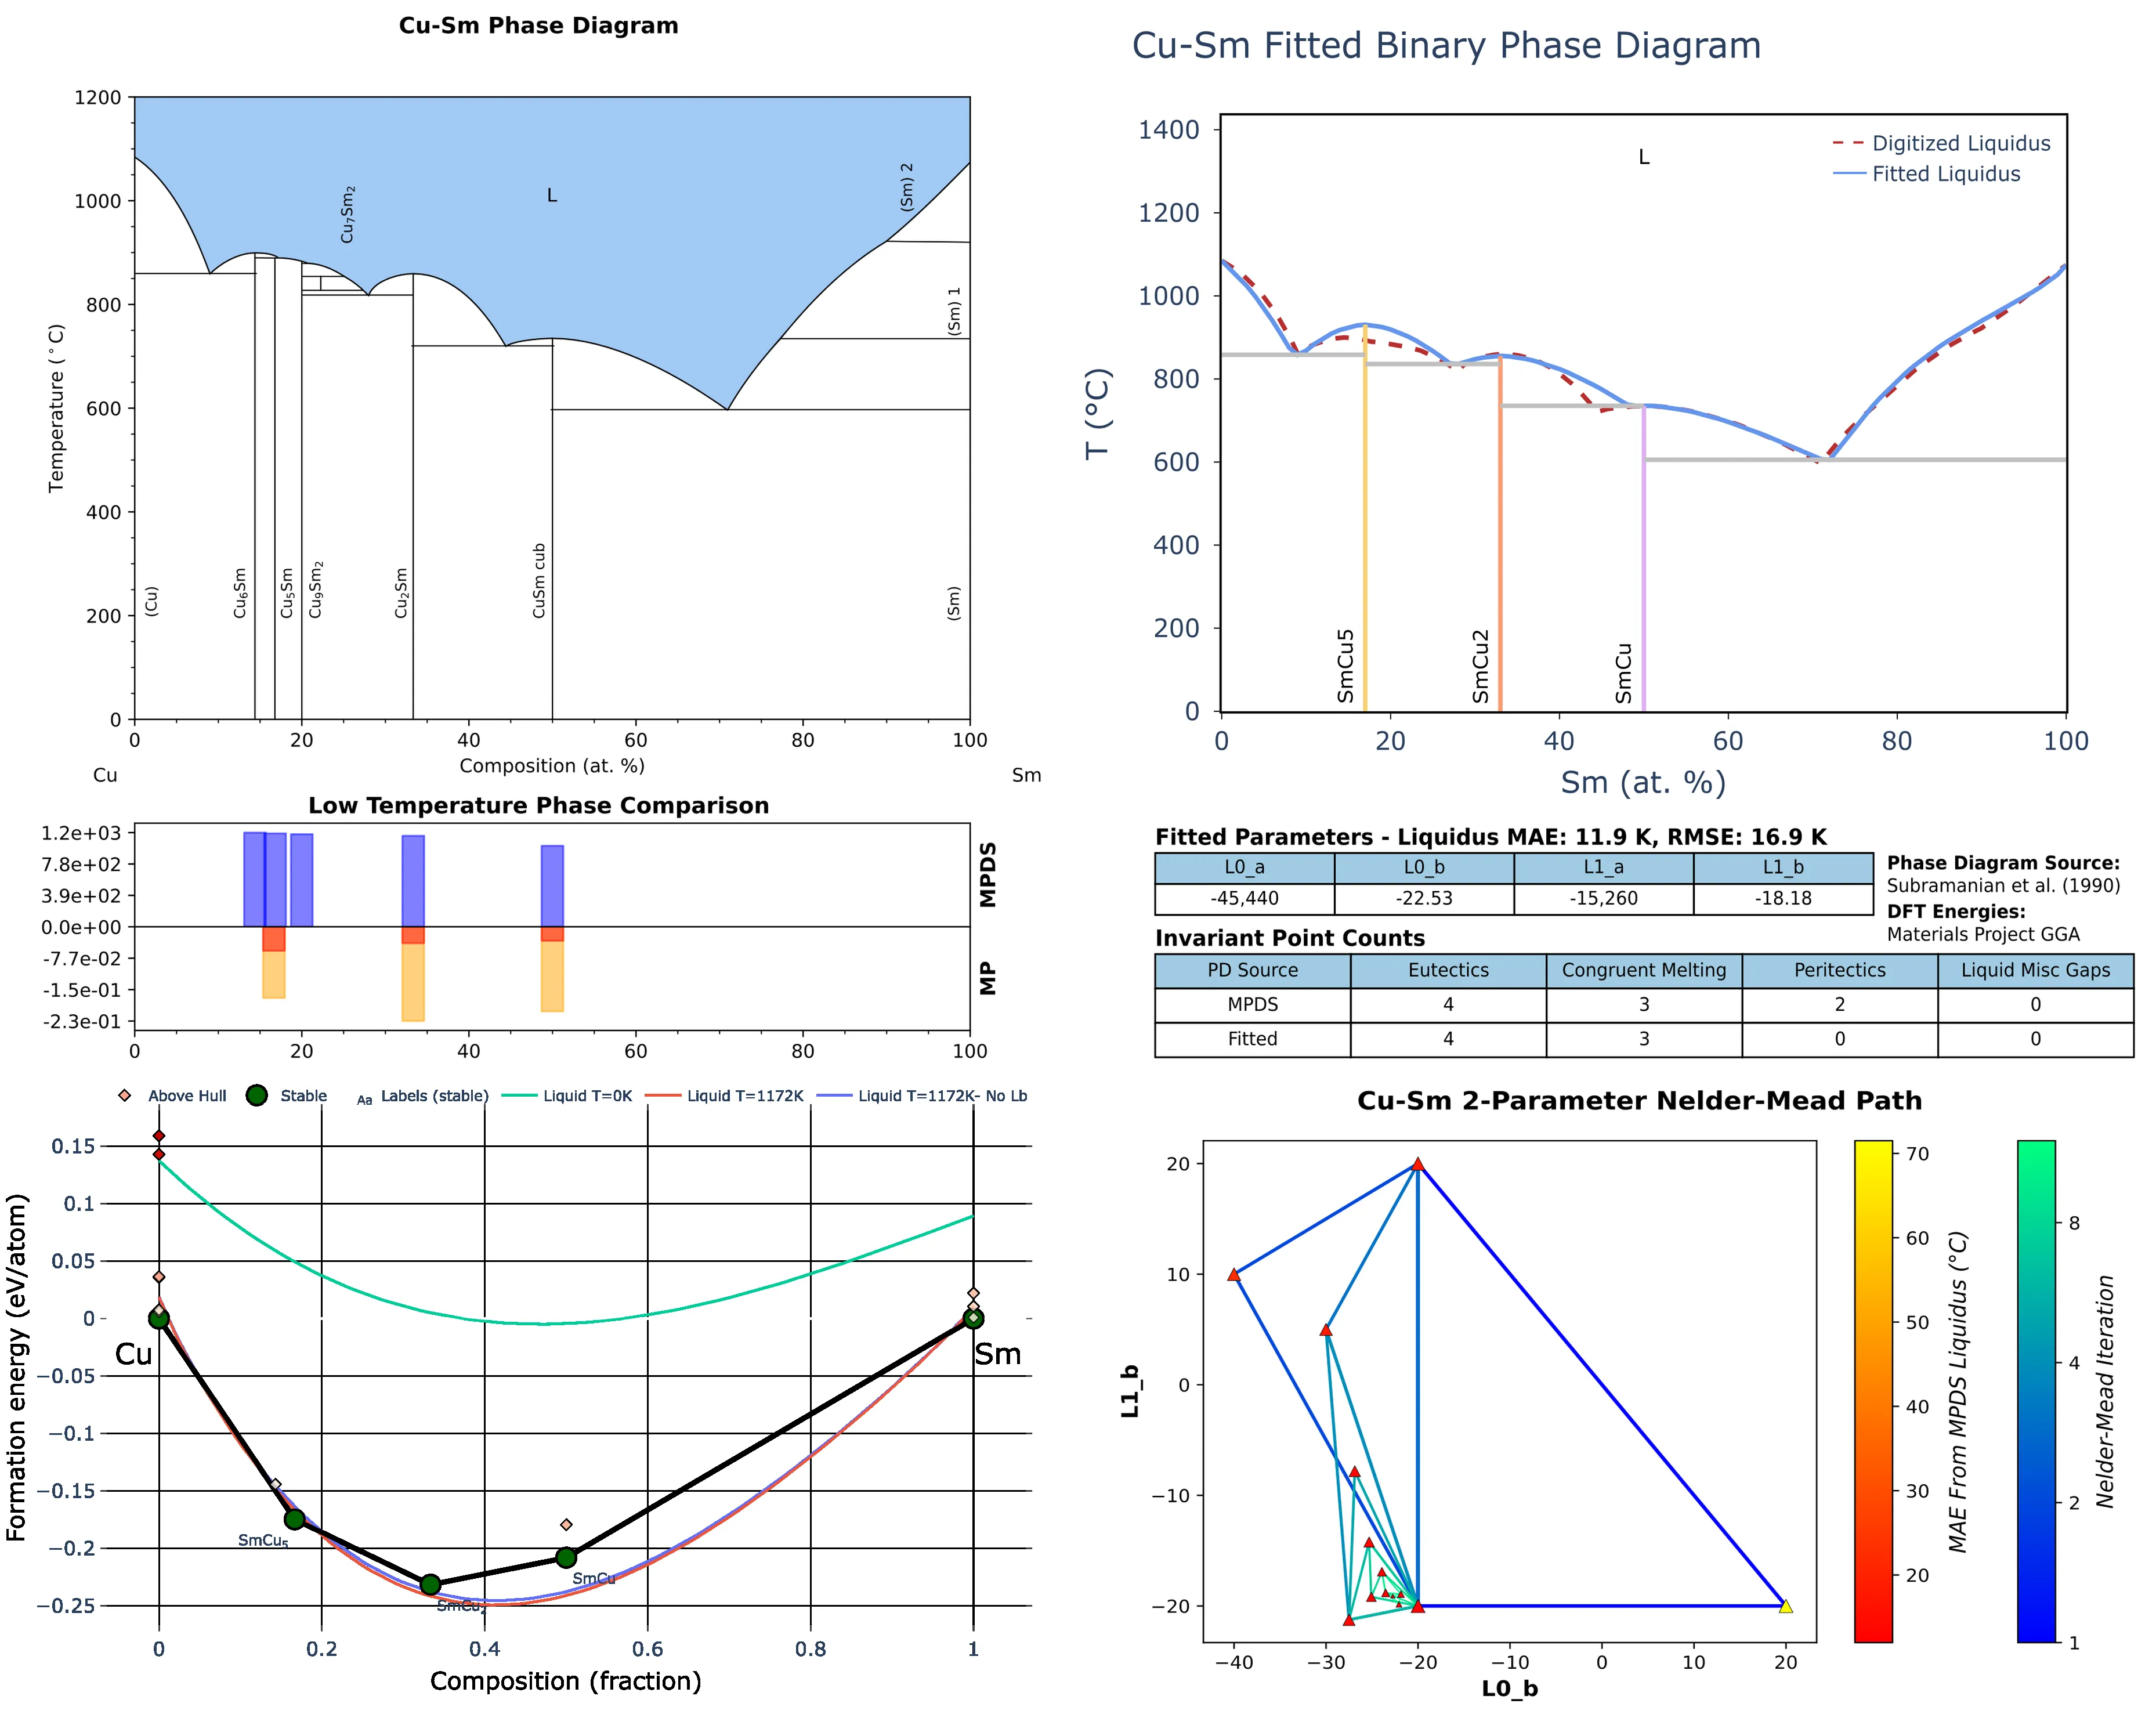 Cu-Sm Phase Diagram
1200
1000
800
600
400
200
0
Temperature (°C)
0 20 40 60 80 100
Composition (at. %)
Cu
Sm
L
Cu₇Sm₂
(Sm) 2
(Sm) 1
(Cu)
Cu₆Sm
Cu₅Sm
Cu₉Sm₂
Cu₂Sm
CuSm cub
(Sm)
Cu-Sm Fitted Binary Phase Diagram
1400
1200
1000
800
600
400
200
0
T (°C)
L
Digitized Liquidus
Fitted Liquidus
SmCu5
SmCu2
SmCu
0 20 40 60 80 100
Sm (at. %)
Low Temperature Phase Comparison
1.2e+03
7.8e+02
3.9e+02
0.0e+00
-7.7e-02
-1.5e-01
-2.3e-01
MPDS
MP
0 20 40 60 80 100
Fitted Parameters - Liquidus MAE: 11.9 K, RMSE: 16.9 K
L0_a L0_b L1_a L1_b
-45,440 -22.53 -15,260 -18.18
Phase Diagram Source:
Subramanian et al. (1990)
DFT Energies:
Materials Project GGA
Invariant Point Counts
PD Source Eutectics Congruent Melting Peritectics Liquid Misc Gaps
MPDS 4 3 2 0
Fitted 4 3 0 0
Above Hull Stable Aa Labels (stable) Liquid T=0K Liquid T=1172K Liquid T=1172K- No Lb
0.15
0.1
0.05
0
−0.05
−0.1
−0.15
−0.2
−0.25
Formation energy (eV/atom)
Cu
Sm
SmCu₅
SmCu₂
SmCu
0 0.2 0.4 0.6 0.8 1
Composition (fraction)
Cu-Sm 2-Parameter Nelder-Mead Path
20
10
0
−10
−20
L1_b
−40 −30 −20 −10 0 10 20
L0_b
70
60
50
40
30
20
MAE From MPDS Liquidus (°C)
8
4
2
1
Nelder-Mead Iteration